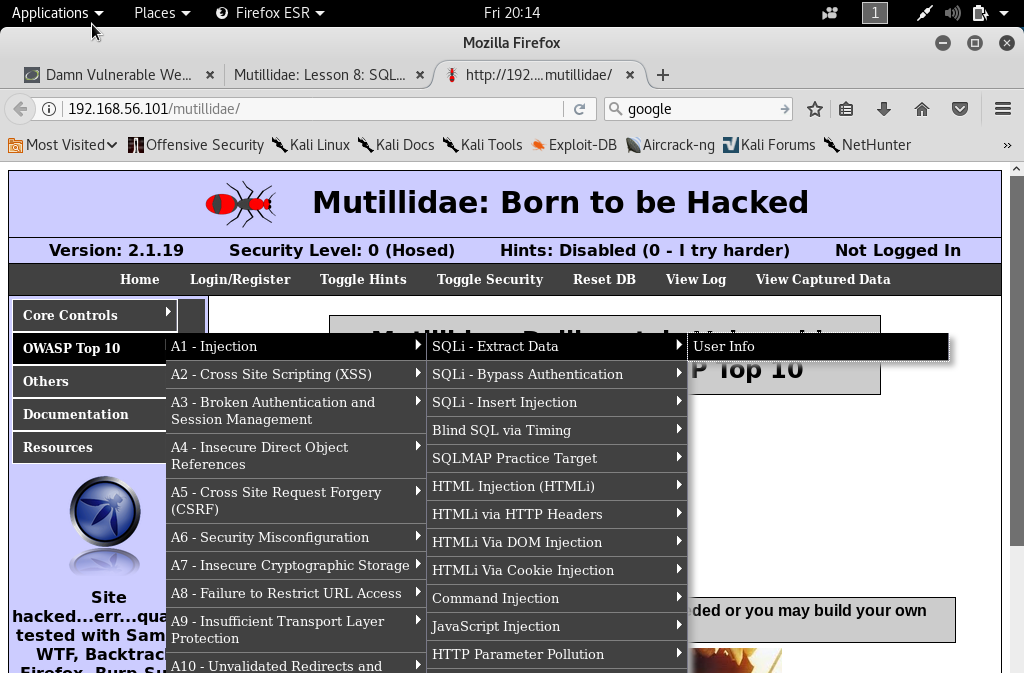 Applications Places Firefox ESR Fri 20:14 1
Mozilla Firefox
Damn Vulnerable We... × Mutillidae: Lesson 8: SQL... × http://192....mutillidae/ × +
192.168.56.101/mutillidae/ google
Most Visited Offensive Security Kali Linux Kali Docs Kali Tools Exploit-DB Aircrack-ng Kali Forums NetHunter »
Mutillidae: Born to be Hacked
Version: 2.1.19 Security Level: 0 (Hosed) Hints: Disabled (0 - I try harder) Not Logged In
Home Login/Register Toggle Hints Toggle Security Reset DB View Log View Captured Data
Core Controls
OWASP Top 10
Others
Documentation
Resources
A1 - Injection
A2 - Cross Site Scripting (XSS)
A3 - Broken Authentication and
Session Management
A4 - Insecure Direct Object
References
A5 - Cross Site Request Forgery
(CSRF)
A6 - Security Misconfiguration
A7 - Insecure Cryptographic Storage
A8 - Failure to Restrict URL Access
A9 - Insufficient Transport Layer
Protection
A10 - Unvalidated Redirects and
SQLi - Extract Data
SQLi - Bypass Authentication
SQLi - Insert Injection
Blind SQL via Timing
SQLMAP Practice Target
HTML Injection (HTMLi)
HTMLi via HTTP Headers
HTMLi Via DOM Injection
HTMLi Via Cookie Injection
Command Injection
JavaScript Injection
HTTP Parameter Pollution
User Info
P Top 10
ded or you may build your own
Site
hacked...err...qua
tested with Sam
WTF, Backtrac
Firefox, Burp Su